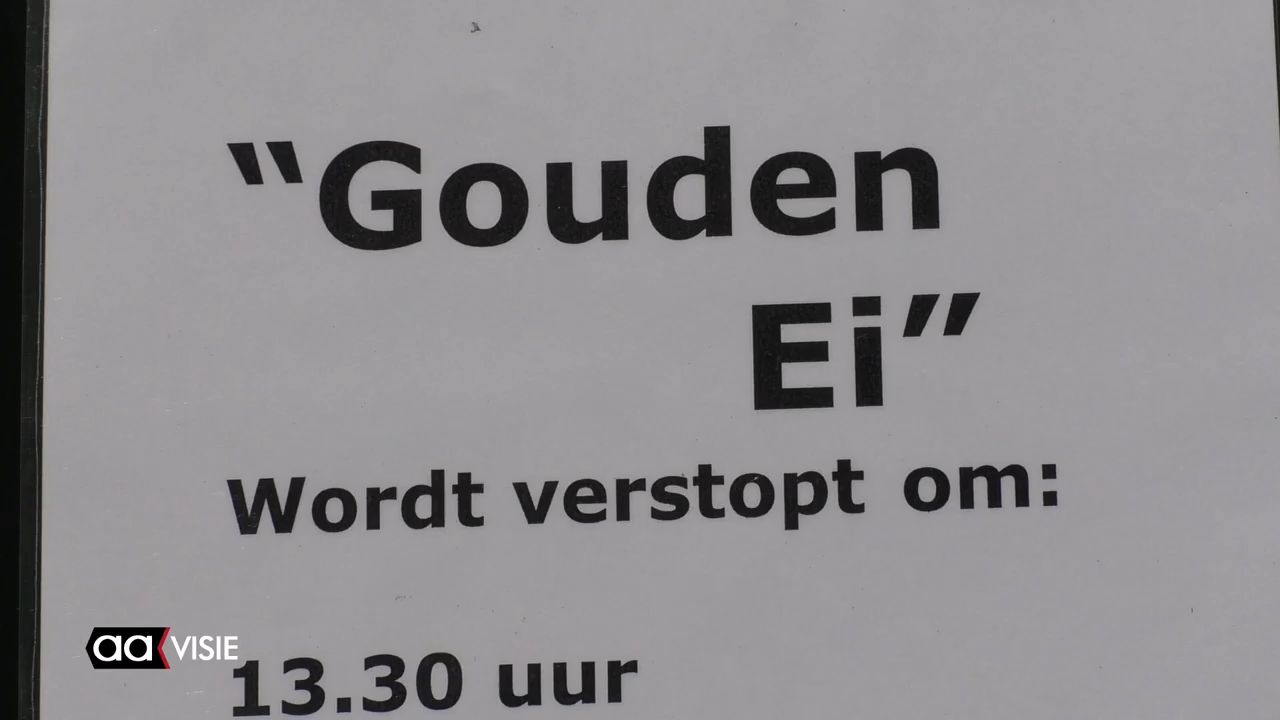 “Gouden
Ei”
Wordt verstopt om:
13.30 uur
aa VISIE